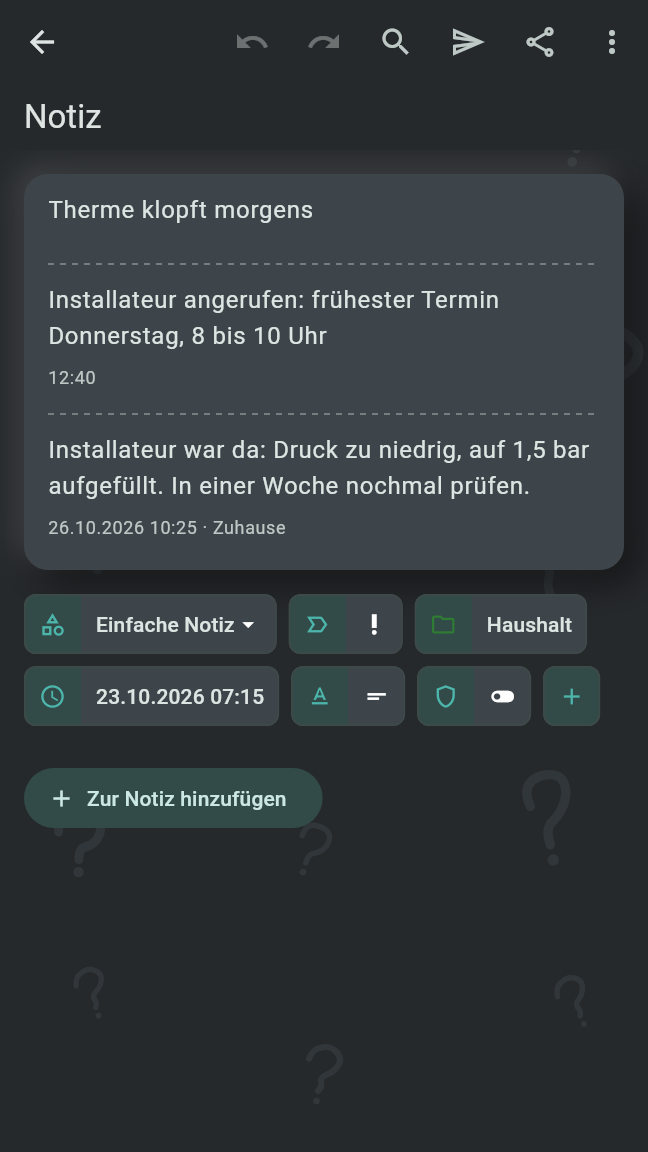 Notiz
Therme klopft morgens
Installateur angerufen: frühester Termin
Donnerstag, 8 bis 10 Uhr
12:40
Installateur war da: Druck zu niedrig, auf 1,5 bar
aufgefüllt. In einer Woche nochmal prüfen.
26.10.2026 10:25 · Zuhause
Einfache Notiz
Haushalt
23.10.2026 07:15
Zur Notiz hinzufügen